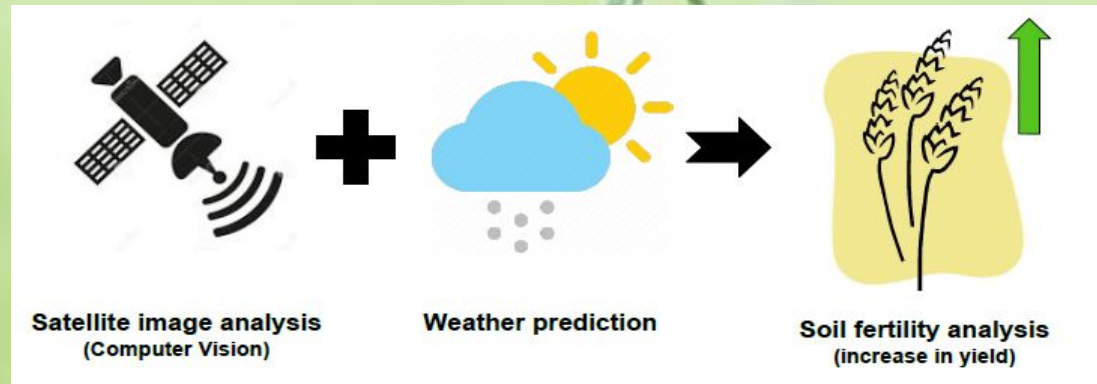 Satellite image analysis
(Computer Vision)
Weather prediction
Soil fertility analysis
(increase in yield)